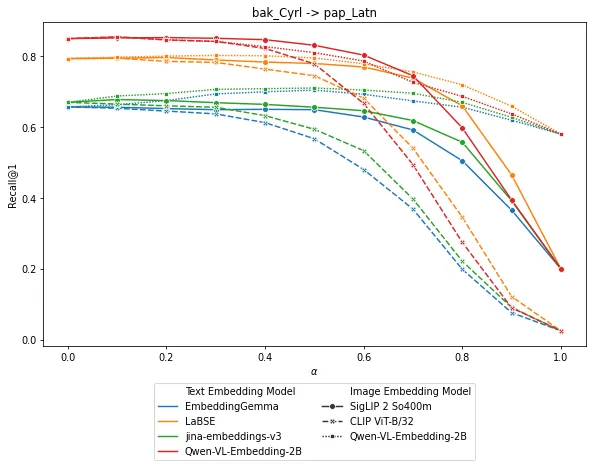 bak_Cyrl -> pap_Latn
Recall@1
0.8
0.6
0.4
0.2
0.0
0.0 0.2 0.4 0.6 0.8 1.0
α
Text Embedding Model
EmbeddingGemma
LaBSE
jina-embeddings-v3
Qwen-VL-Embedding-2B
Image Embedding Model
SigLIP 2 So400m
CLIP ViT-B/32
Qwen-VL-Embedding-2B